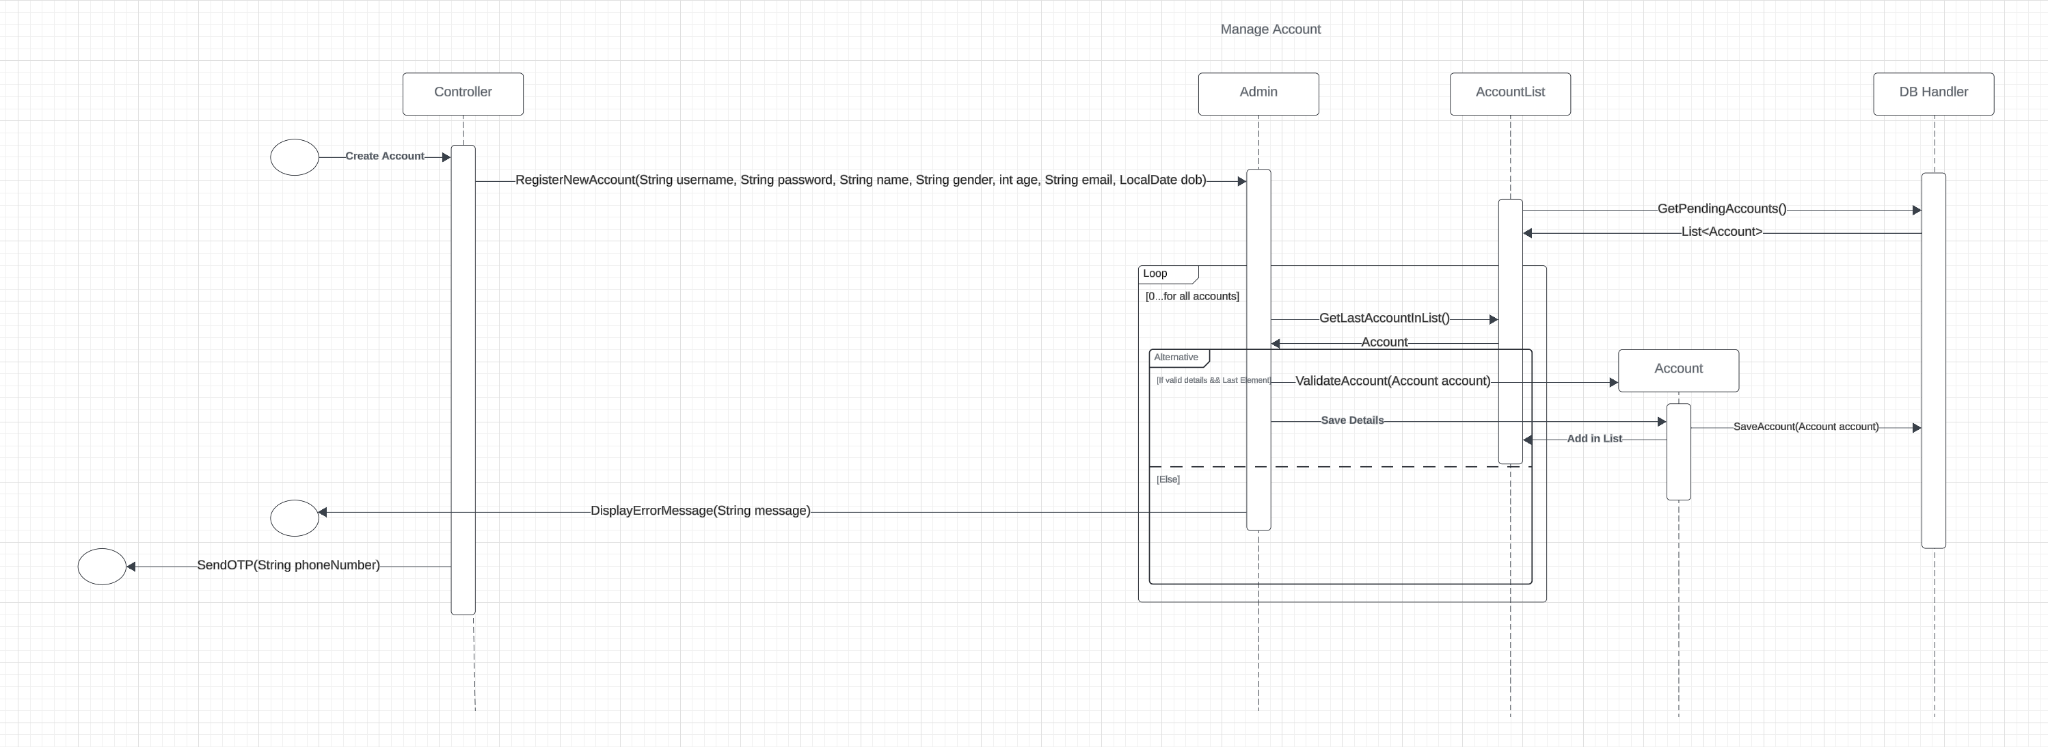 Manage Account
Controller
Admin
AccountList
DB Handler
Create Account
RegisterNewAccount(String username, String password, String name, String gender, int age, String email, LocalDate dob)
GetPendingAccounts()
List<Account>
Loop
[0...for all accounts]
GetLastAccountInList()
Account
Alternative
[If valid details && Last Element]
ValidateAccount(Account account)
Account
Save Details
SaveAccount(Account account)
Add in List
[Else]
DisplayErrorMessage(String message)
SendOTP(String phoneNumber)